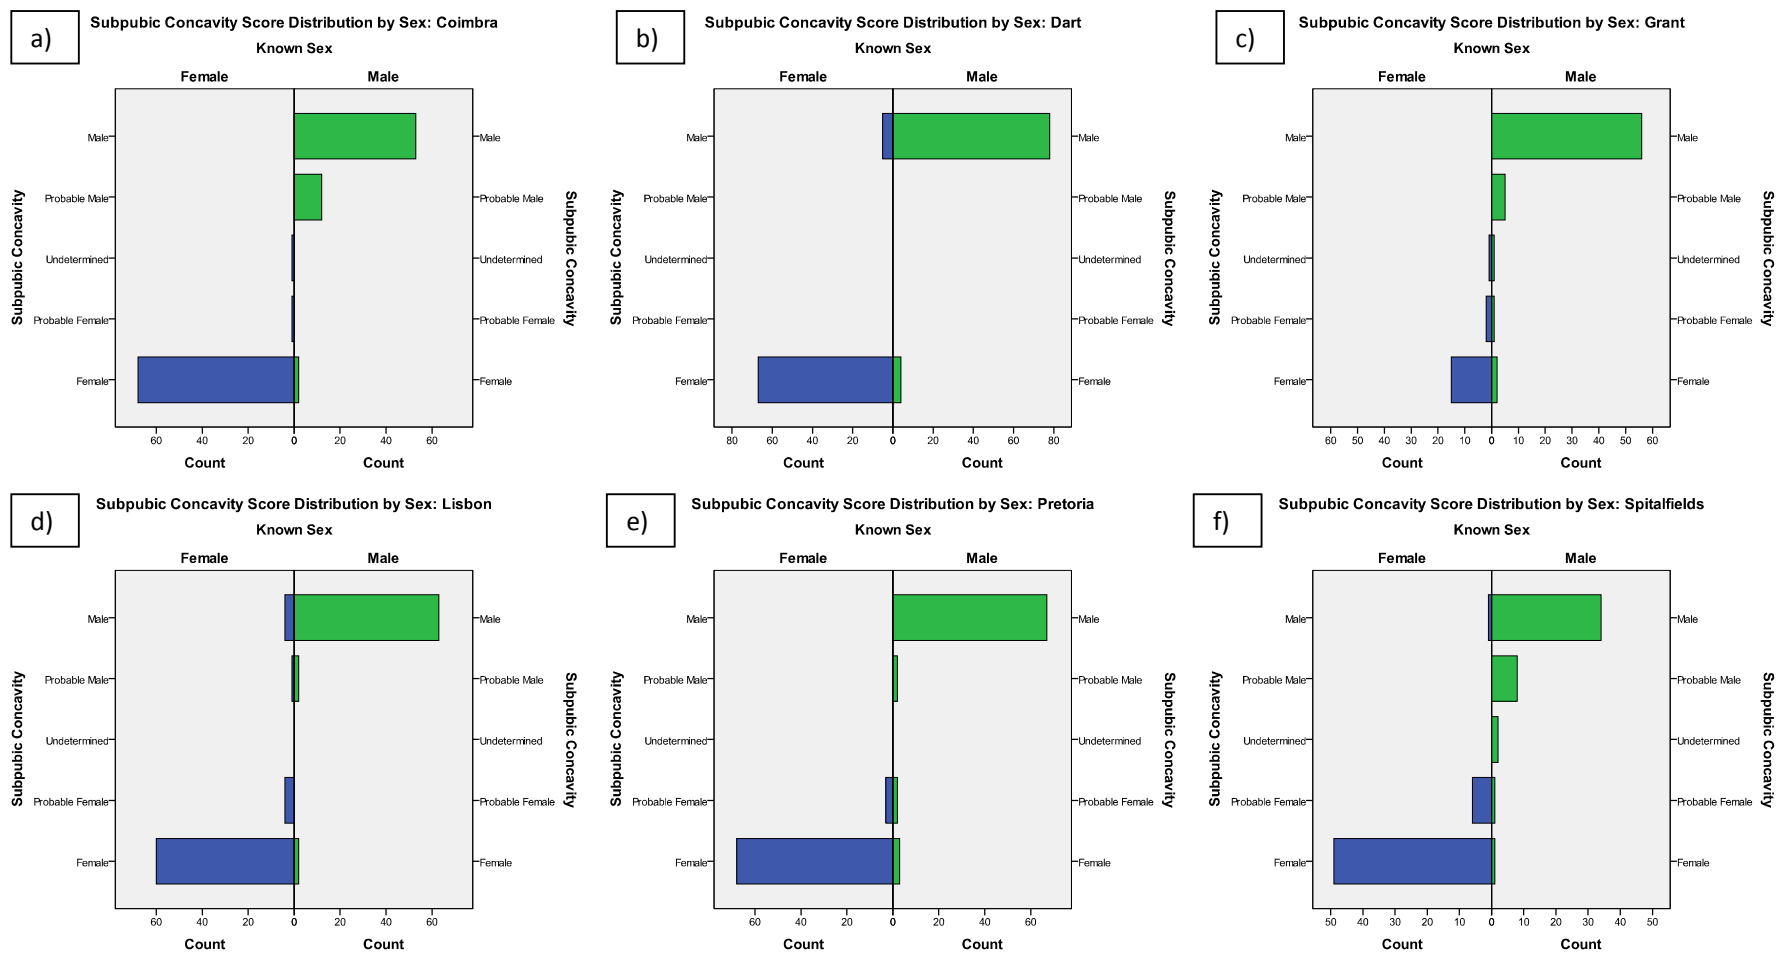 a)
Subpubic Concavity Score Distribution by Sex: Coimbra
Known Sex
Female Male
Male Male
Probable Male Probable Male
Undetermined Undetermined
Probable Female Probable Female
Female Female
Subpubic Concavity
Subpubic Concavity
60 40 20 0 20 40 60
Count Count
b)
Subpubic Concavity Score Distribution by Sex: Dart
Known Sex
Female Male
Male Male
Probable Male Probable Male
Undetermined Undetermined
Probable Female Probable Female
Female Female
Subpubic Concavity
Subpubic Concavity
80 60 40 20 0 20 40 60 80
Count Count
c)
Subpubic Concavity Score Distribution by Sex: Grant
Known Sex
Female Male
Male Male
Probable Male Probable Male
Undetermined Undetermined
Probable Female Probable Female
Female Female
Subpubic Concavity
Subpubic Concavity
60 50 40 30 20 10 0 10 20 30 40 50 60
Count Count
d)
Subpubic Concavity Score Distribution by Sex: Lisbon
Known Sex
Female Male
Male Male
Probable Male Probable Male
Undetermined Undetermined
Probable Female Probable Female
Female Female
Subpubic Concavity
Subpubic Concavity
60 40 20 0 20 40 60
Count Count
e)
Subpubic Concavity Score Distribution by Sex: Pretoria
Known Sex
Female Male
Male Male
Probable Male Probable Male
Undetermined Undetermined
Probable Female Probable Female
Female Female
Subpubic Concavity
Subpubic Concavity
60 40 20 0 20 40 60
Count Count
f)
Subpubic Concavity Score Distribution by Sex: Spitalfields
Known Sex
Female Male
Male Male
Probable Male Probable Male
Undetermined Undetermined
Probable Female Probable Female
Female Female
Subpubic Concavity
Subpubic Concavity
50 40 30 20 10 0 10 20 30 40 50
Count Count